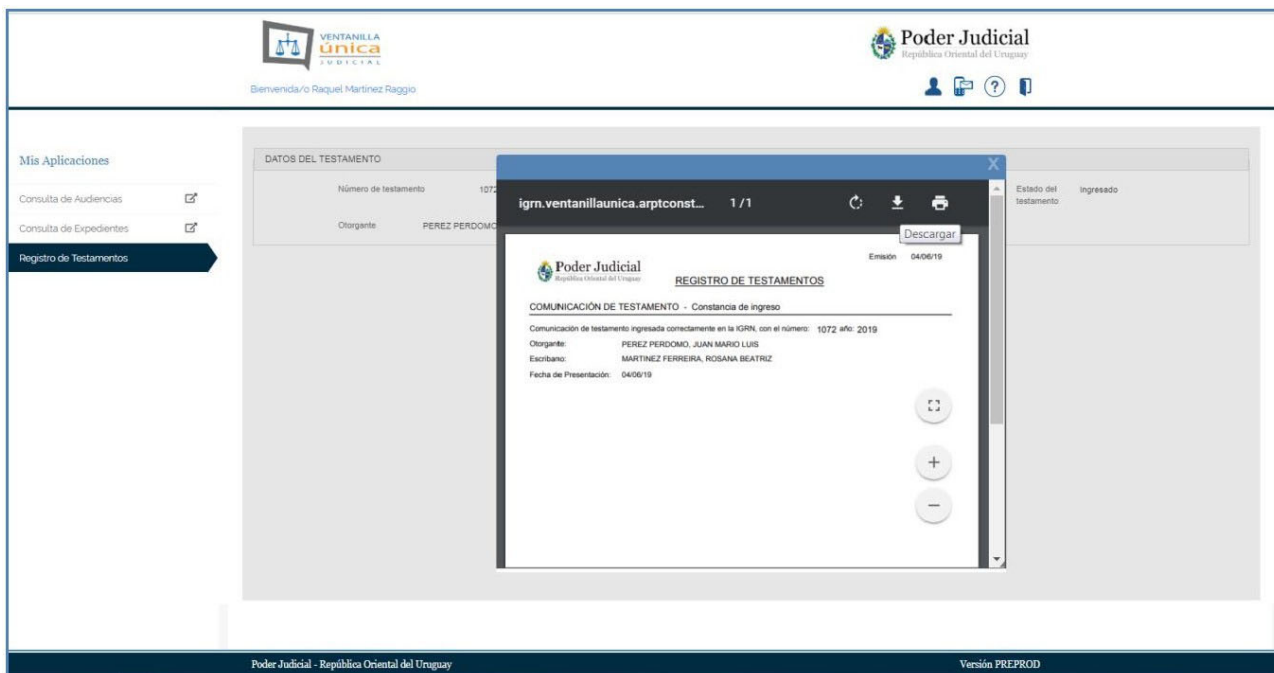 VENTANILLA
única
JUDICIAL
Poder Judicial
República Oriental del Uruguay
Bienvenida/o Raquel Martínez Raggio
?
Mis Aplicaciones
Consulta de Audiencias
Consulta de Expedientes
Registro de Testamentos
DATOS DEL TESTAMENTO
Número de testamento 1072
Otorgante PEREZ PERDOMO
Estado del testamento Ingresado
X
igrn.ventanillaunica.arptconst... 1/1
Descargar
Emisión 04/06/19
Poder Judicial
República Oriental del Uruguay
REGISTRO DE TESTAMENTOS
COMUNICACIÓN DE TESTAMENTO - Constancia de ingreso
Comunicación de testamento ingresada correctamente en la IGRN, con el número: 1072 año: 2019
Otorgante: PEREZ PERDOMO, JUAN MARIO LUIS
Escribano: MARTINEZ FERREIRA, ROSANA BEATRIZ
Fecha de Presentación: 04/06/19
Poder Judicial - República Oriental del Uruguay Versión PREPROD